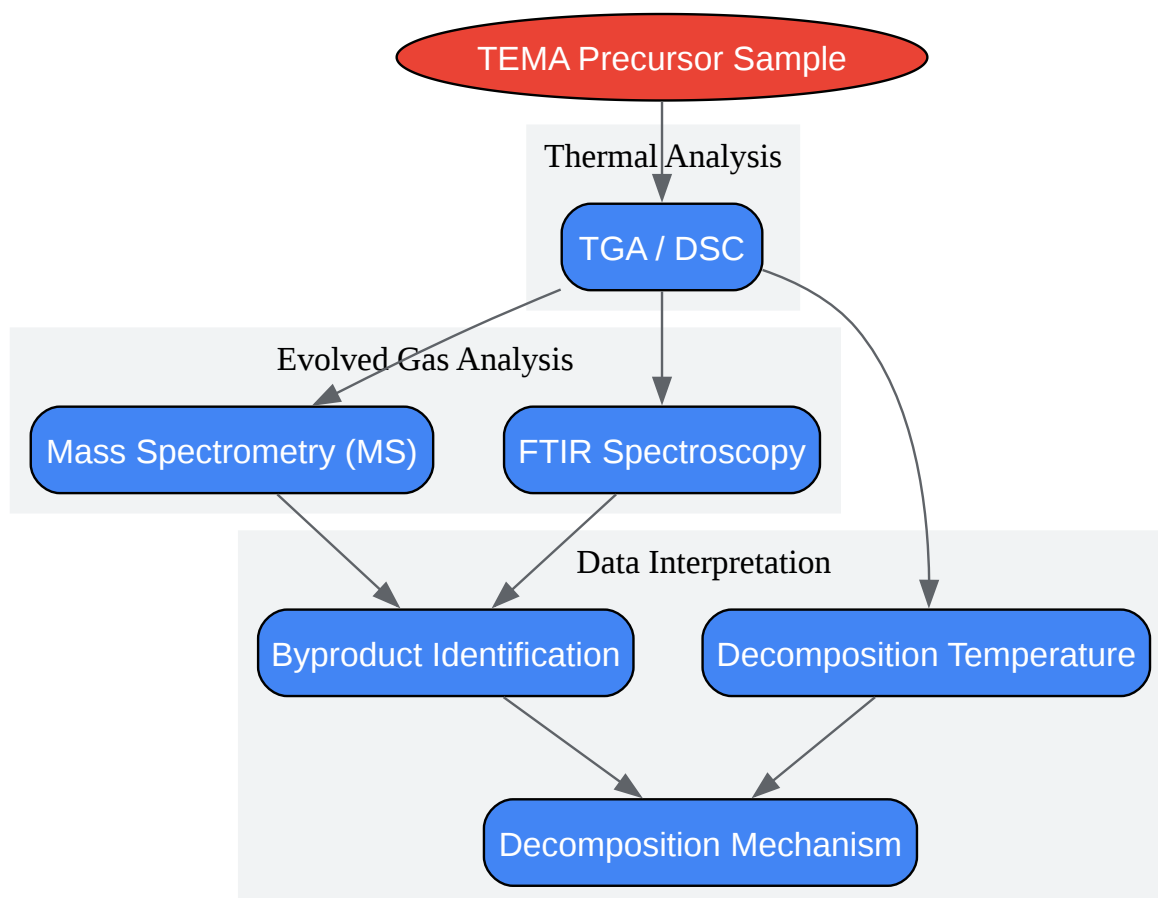 TEMA Precursor Sample
Thermal Analysis
TGA / DSC
Evolved Gas Analysis
Mass Spectrometry (MS)
FTIR Spectroscopy
Data Interpretation
Byproduct Identification
Decomposition Temperature
Decomposition Mechanism